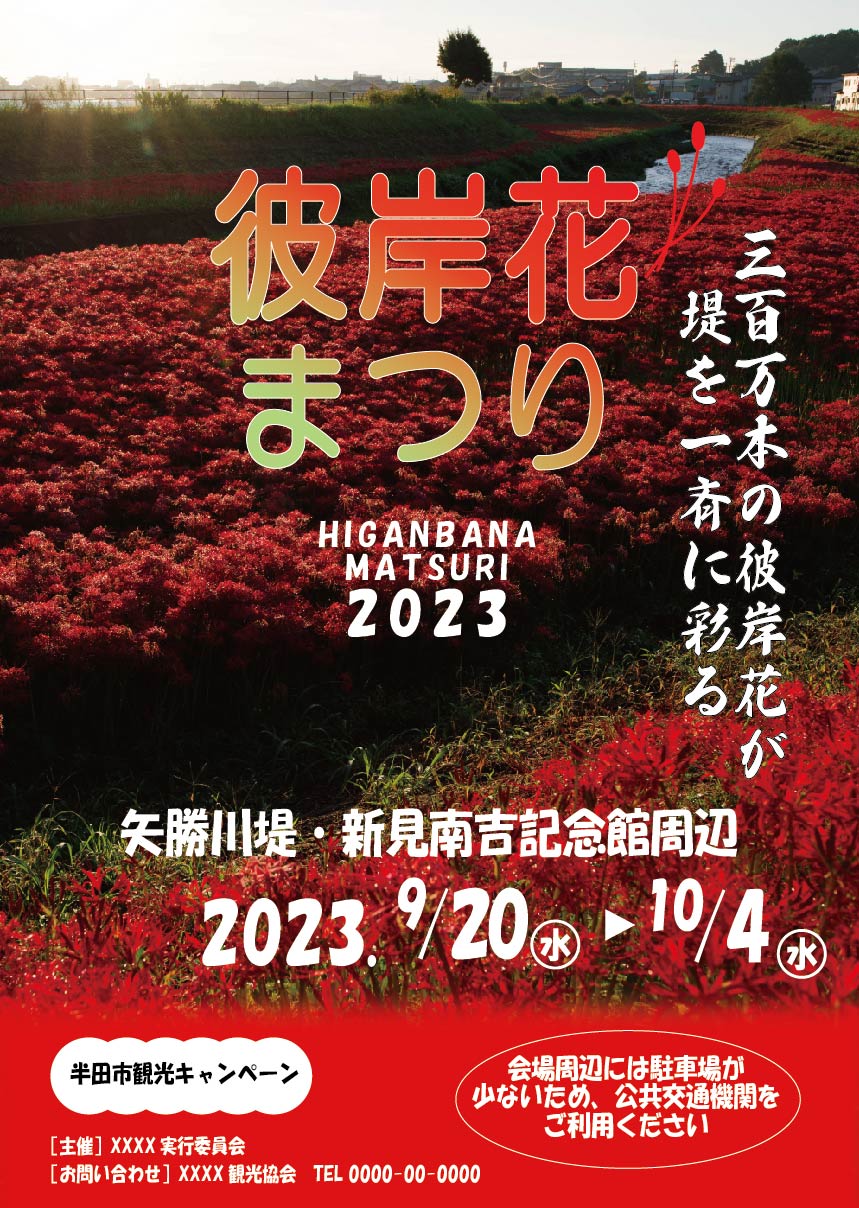 彼岸花
まつり
三百万本の彼岸花が
堤を一斉に彩る
HIGANBANA
MATSURI
2023
矢勝川堤・新見南吉記念館周辺
2023. 9/20㊌ ▶ 10/4㊌
半田市観光キャンペーン
会場周辺には駐車場が
少ないため、公共交通機関を
ご利用ください
[主催] XXXX 実行委員会
[お問い合わせ] XXXX 観光協会 TEL 0000-00-0000